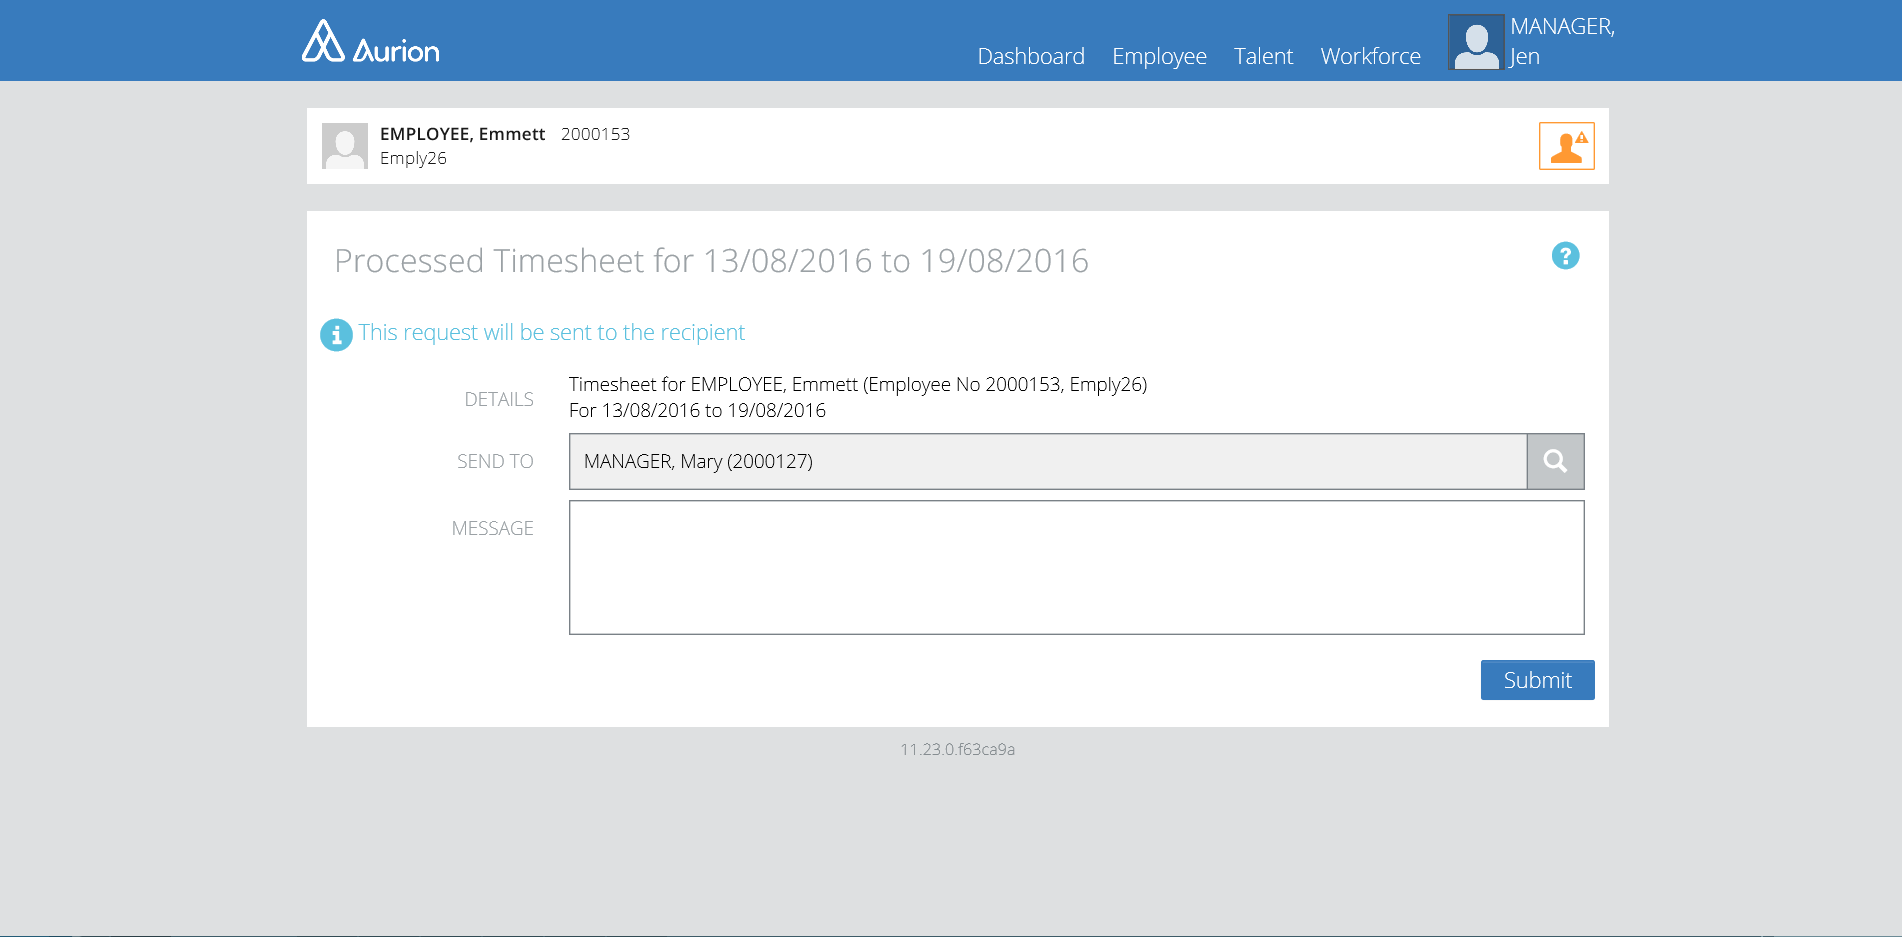 Aurion
Dashboard Employee Talent Workforce
MANAGER,
Jen
EMPLOYEE, Emmett 2000153
Emply26
Processed Timesheet for 13/08/2016 to 19/08/2016
?
i This request will be sent to the recipient
DETAILS
Timesheet for EMPLOYEE, Emmett (Employee No 2000153, Emply26)
For 13/08/2016 to 19/08/2016
SEND TO
MANAGER, Mary (2000127)
MESSAGE
Submit
11.23.0.f63ca9a